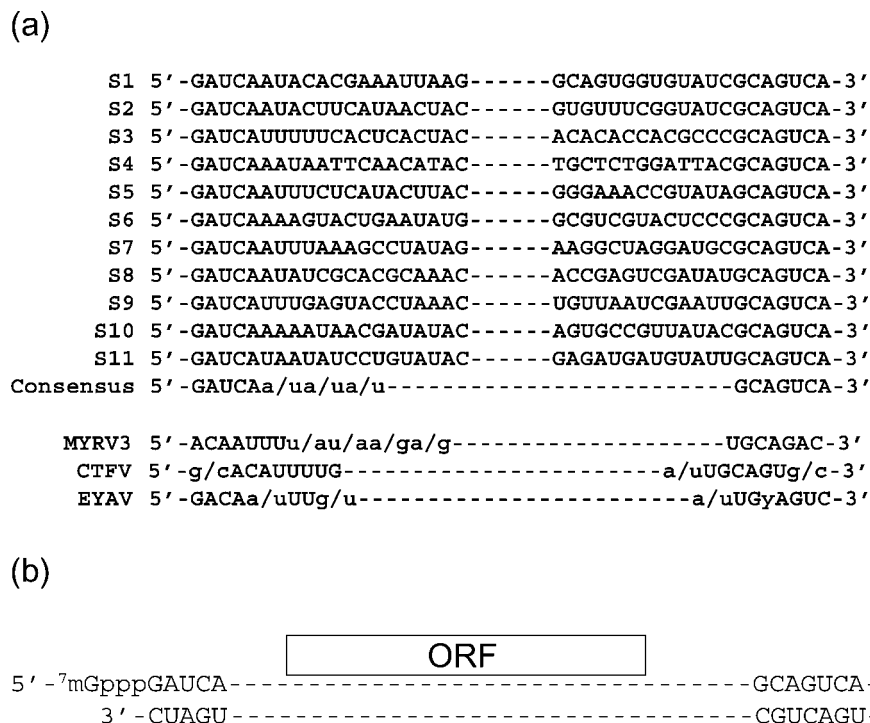 (a)
S1 5'-GAUCAAUACACGAAAUUAAG------GCAGUGGUGUAUCGCAGUCA-3'
S2 5'-GAUCAAUACUUCAUAACUAC------GUGUUUCGGUAUCGCAGUCA-3'
S3 5'-GAUCAUUUUUCACUCACUAC------ACACACCACGCCCGCAGUCA-3'
S4 5'-GAUCAAAUAATTCAACATAC------TGCTCTGGATTACGCAGUCA-3'
S5 5'-GAUCAAUUUCUCAUACUUAC------GGGAAACCGUAUAGCAGUCA-3'
S6 5'-GAUCAAAAGUACUGAAUAUG------GCGUCGUACUCCCGCAGUCA-3'
S7 5'-GAUCAAUUUAAAGCCUAUAG------AAGGCUAGGAUGCGCAGUCA-3'
S8 5'-GAUCAAUAUCGCACGCAAAC------ACCGAGUCGAUAUGCAGUCA-3'
S9 5'-GAUCAUUUGAGUACCUAAAC------UGUUAAUCGAAUUGCAGUCA-3'
S10 5'-GAUCAAAAAUAACGAUAUAC------AGUGCCGUUAUACGCAGUCA-3'
S11 5'-GAUCAUAAUAUCCUGUAUAC------GAGAUGAUGUAUUGCAGUCA-3'
Consensus 5'-GAUCAa/ua/ua/u------------------------GCAGUCA-3'
MYRV3 5'-ACAAUUUu/au/aa/ga/g-------------------UGCAGAC-3'
CTFV 5'-g/cACAUUUUG----------------------a/uUGCAGUg/c-3'
EYAV 5'-GACAa/uUUg/u-----------------------a/uUGyAGUC-3'
(b)
ORF
5'-⁷mGpppGAUCA------------------------------------GCAGUCA-
3'-CUAGU------------------------------------CGUCAGU-